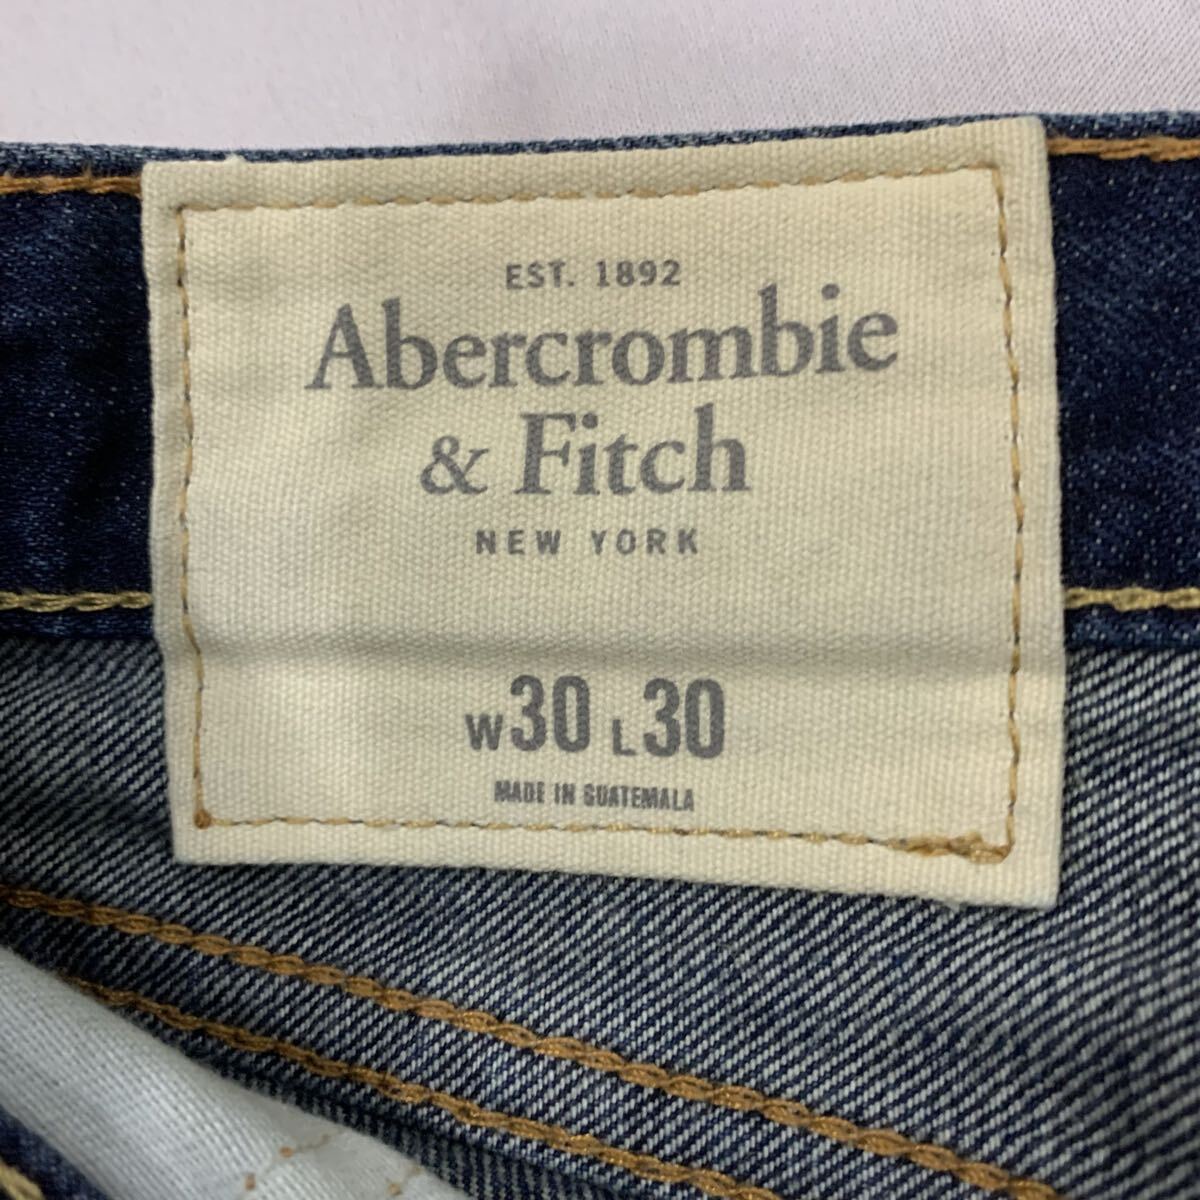 EST. 1892
Abercrombie
& Fitch
NEW YORK
W30 L30
MADE IN GUATEMALA